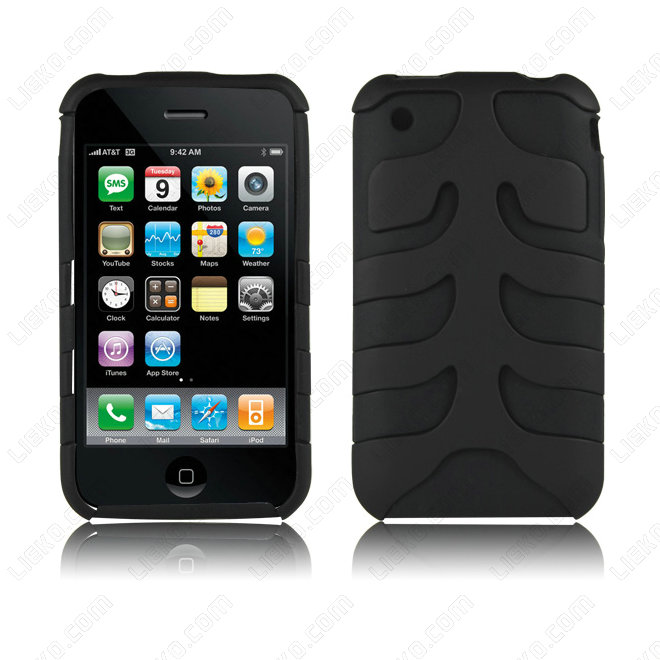 AT&T 3G 9:42 AM
SMS Tuesday 9 280 73°
Text Calendar Photos Camera
YouTube Stocks Maps Weather
Clock Calculator Notes Settings
iTunes App Store
Phone Mail Safari iPod
LIEKO.com